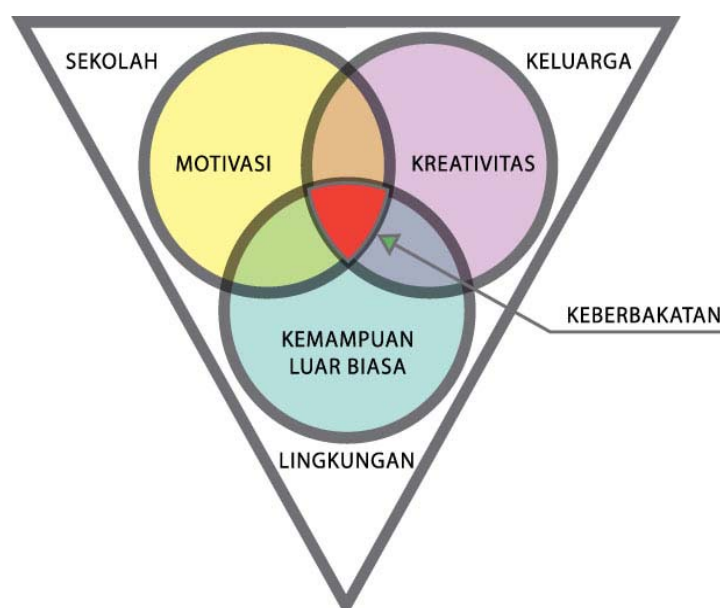 SEKOLAH
KELUARGA
MOTIVASI
KREATIVITAS
KEBERBAKATAN
KEMAMPUAN
LUAR BIASA
LINGKUNGAN